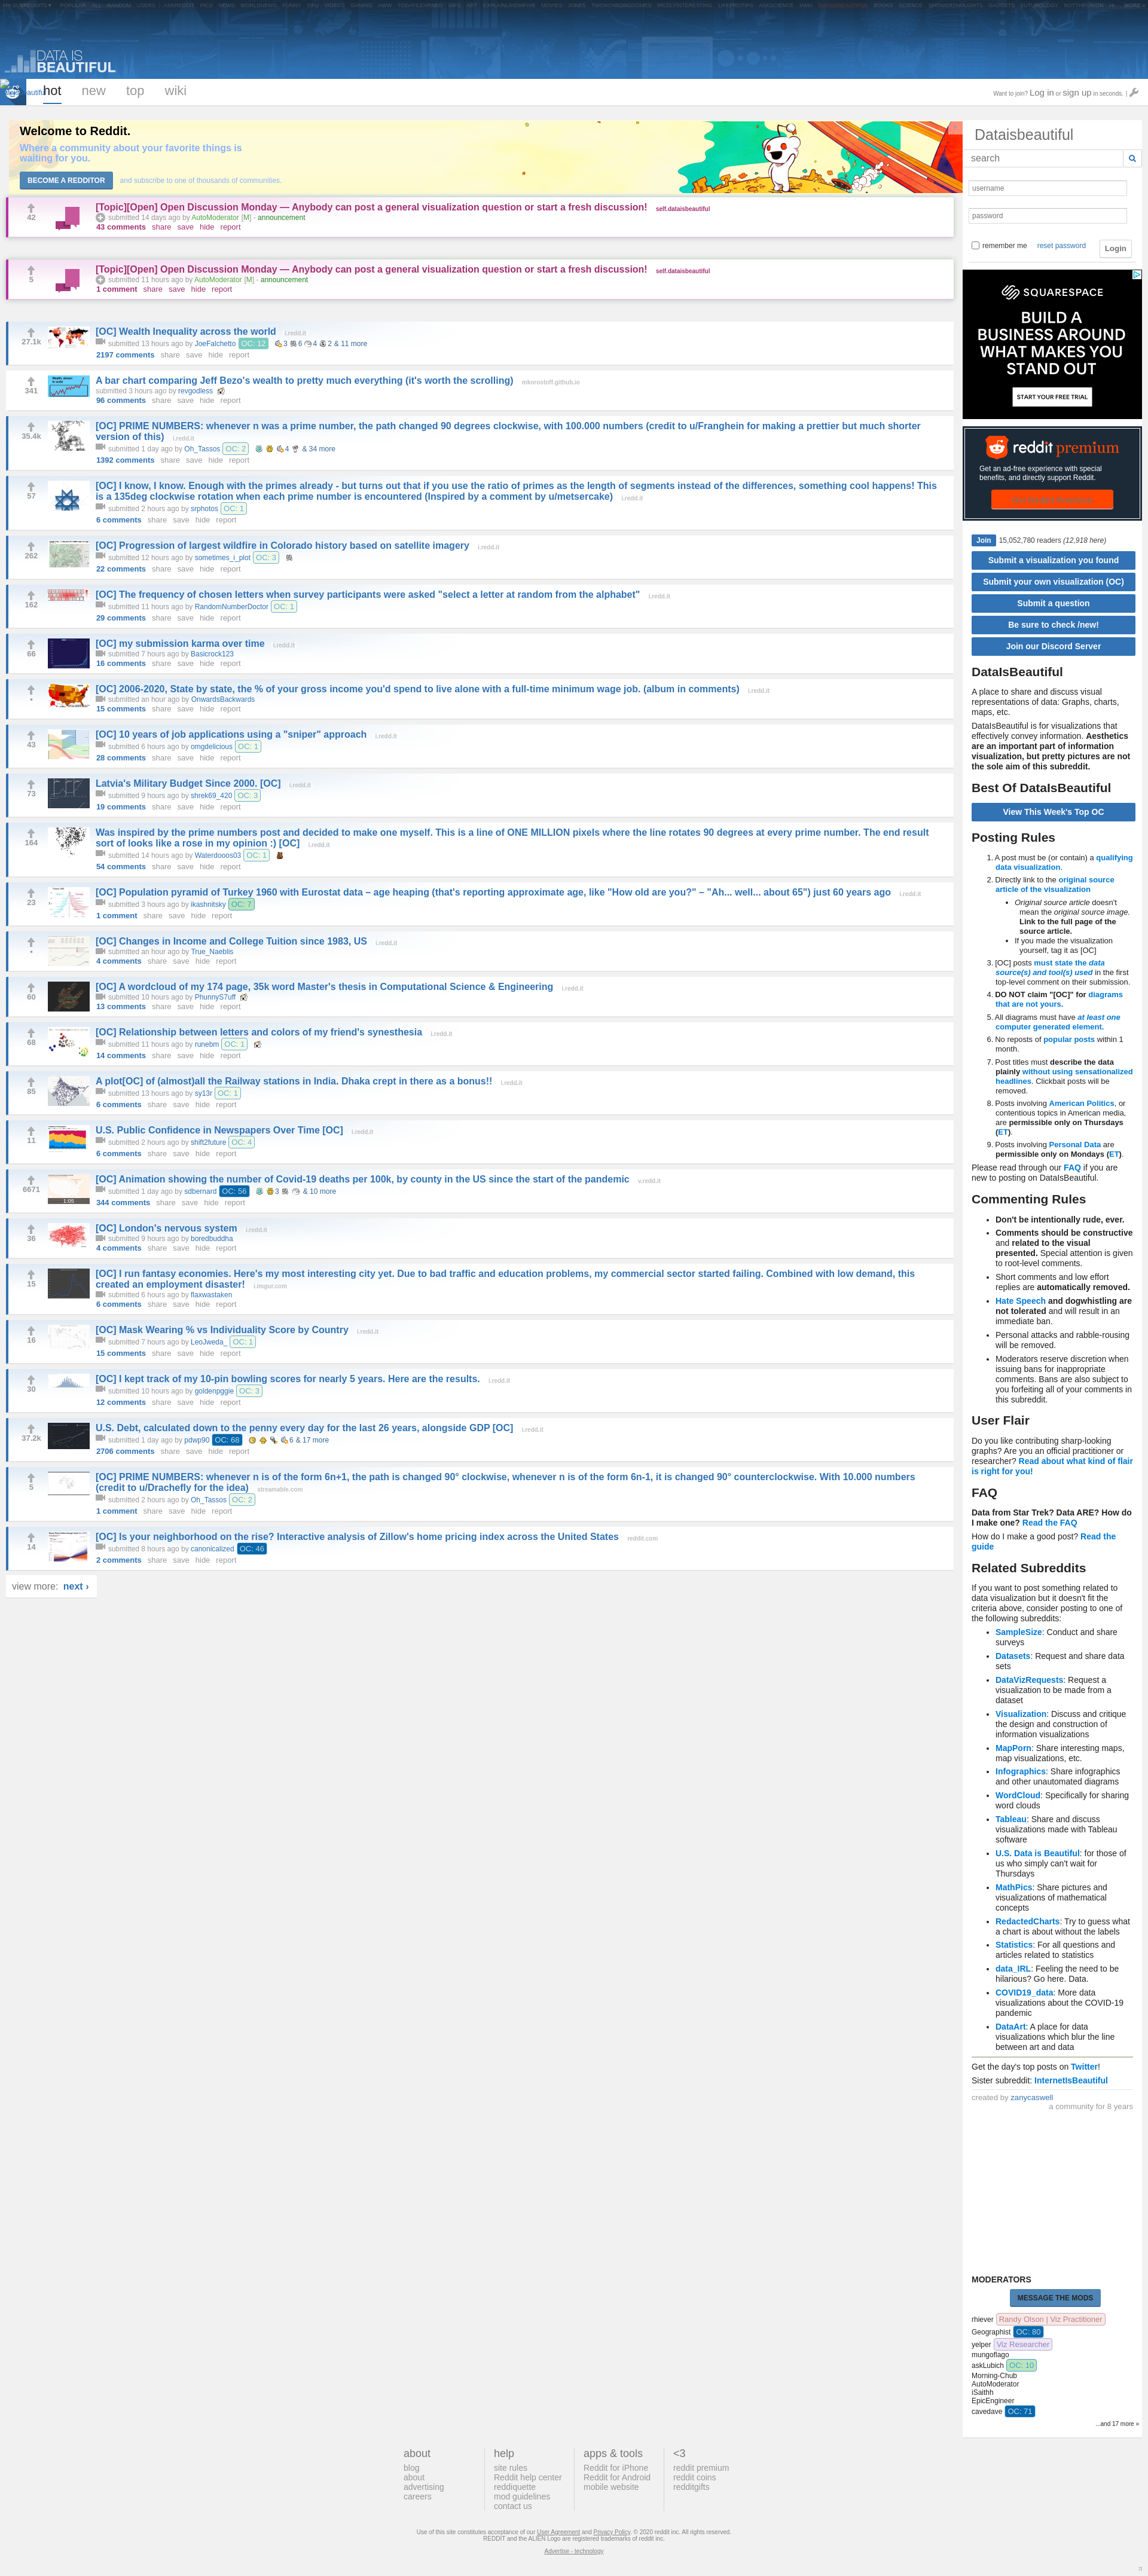 DATA IS
BEAUTIFUL
hot
new
top
wiki
Want to join? Log in or sign up in seconds. |
Welcome to Reddit.
Where a community about your favorite things is
waiting for you.
BECOME A REDDITOR
and subscribe to one of thousands of communities.
42
[Topic][Open] Open Discussion Monday — Anybody can post a general visualization question or start a fresh discussion! self.dataisbeautiful
submitted 14 days ago by AutoModerator [M] - announcement
43 comments share save hide report
5
[Topic][Open] Open Discussion Monday — Anybody can post a general visualization question or start a fresh discussion! self.dataisbeautiful
submitted 11 hours ago by AutoModerator [M] - announcement
1 comment share save hide report
27.1k
[OC] Wealth Inequality across the world i.redd.it
submitted 13 hours ago by JoeFalchetto OC: 12 3 6 4 2 & 11 more
2197 comments share save hide report
341
A bar chart comparing Jeff Bezo's wealth to pretty much everything (it's worth the scrolling) mkorostoff.github.io
submitted 3 hours ago by revgodless
96 comments share save hide report
35.4k
[OC] PRIME NUMBERS: whenever n was a prime number, the path changed 90 degrees clockwise, with 100.000 numbers (credit to u/Franghein for making a prettier but much shorter
version of this) i.redd.it
submitted 1 day ago by Oh_Tassos OC: 2 4 & 34 more
1392 comments share save hide report
57
[OC] I know, I know. Enough with the primes already - but turns out that if you use the ratio of primes as the length of segments instead of the differences, something cool happens! This
is a 135deg clockwise rotation when each prime number is encountered (Inspired by a comment by u/metsercake) i.redd.it
submitted 2 hours ago by srphotos OC: 1
6 comments share save hide report
262
[OC] Progression of largest wildfire in Colorado history based on satellite imagery i.redd.it
submitted 12 hours ago by sometimes_i_plot OC: 3
22 comments share save hide report
162
[OC] The frequency of chosen letters when survey participants were asked "select a letter at random from the alphabet" i.redd.it
submitted 11 hours ago by RandomNumberDoctor OC: 1
29 comments share save hide report
66
[OC] my submission karma over time i.redd.it
submitted 7 hours ago by Basicrock123
16 comments share save hide report
•
[OC] 2006-2020, State by state, the % of your gross income you'd spend to live alone with a full-time minimum wage job. (album in comments) i.redd.it
submitted an hour ago by OnwardsBackwards
15 comments share save hide report
43
[OC] 10 years of job applications using a "sniper" approach i.redd.it
submitted 6 hours ago by omgdelicious OC: 1
28 comments share save hide report
73
Latvia's Military Budget Since 2000. [OC] i.redd.it
submitted 9 hours ago by shrek69_420 OC: 3
19 comments share save hide report
164
Was inspired by the prime numbers post and decided to make one myself. This is a line of ONE MILLION pixels where the line rotates 90 degrees at every prime number. The end result
sort of looks like a rose in my opinion :) [OC] i.redd.it
submitted 14 hours ago by Waterdooos03 OC: 1
54 comments share save hide report
23
[OC] Population pyramid of Turkey 1960 with Eurostat data – age heaping (that's reporting approximate age, like "How old are you?" – "Ah... well... about 65") just 60 years ago i.redd.it
submitted 3 hours ago by ikashnitsky OC: 7
1 comment share save hide report
•
[OC] Changes in Income and College Tuition since 1983, US i.redd.it
submitted an hour ago by True_Naeblis
4 comments share save hide report
60
[OC] A wordcloud of my 174 page, 35k word Master's thesis in Computational Science & Engineering i.redd.it
submitted 10 hours ago by PhunnyS7uff
13 comments share save hide report
68
[OC] Relationship between letters and colors of my friend's synesthesia i.redd.it
submitted 11 hours ago by runebm OC: 1
14 comments share save hide report
85
A plot[OC] of (almost)all the Railway stations in India. Dhaka crept in there as a bonus!! i.redd.it
submitted 13 hours ago by sy13r OC: 1
6 comments share save hide report
11
U.S. Public Confidence in Newspapers Over Time [OC] i.redd.it
submitted 2 hours ago by shift2future OC: 4
6 comments share save hide report
6671
[OC] Animation showing the number of Covid-19 deaths per 100k, by county in the US since the start of the pandemic v.redd.it
submitted 1 day ago by sdbernard OC: 56 3 & 10 more
344 comments share save hide report
36
[OC] London's nervous system i.redd.it
submitted 9 hours ago by boredbuddha
4 comments share save hide report
15
[OC] I run fantasy economies. Here's my most interesting city yet. Due to bad traffic and education problems, my commercial sector started failing. Combined with low demand, this
created an employment disaster! i.imgur.com
submitted 6 hours ago by flaxwastaken
6 comments share save hide report
16
[OC] Mask Wearing % vs Individuality Score by Country i.redd.it
submitted 7 hours ago by LeoJweda_ OC: 1
15 comments share save hide report
30
[OC] I kept track of my 10-pin bowling scores for nearly 5 years. Here are the results. i.redd.it
submitted 10 hours ago by goldenpggie OC: 3
12 comments share save hide report
37.2k
U.S. Debt, calculated down to the penny every day for the last 26 years, alongside GDP [OC] i.redd.it
submitted 1 day ago by pdwp90 OC: 68 6 & 17 more
2706 comments share save hide report
5
[OC] PRIME NUMBERS: whenever n is of the form 6n+1, the path is changed 90° clockwise, whenever n is of the form 6n-1, it is changed 90° counterclockwise. With 10.000 numbers
(credit to u/Drachefly for the idea) streamable.com
submitted 2 hours ago by Oh_Tassos OC: 2
1 comment share save hide report
14
[OC] Is your neighborhood on the rise? Interactive analysis of Zillow's home pricing index across the United States reddit.com
submitted 8 hours ago by canonicalized OC: 46
2 comments share save hide report
view more: next ›
Dataisbeautiful
search
username
password
remember me reset password Login
SQUARESPACE
BUILD A
BUSINESS
AROUND
WHAT MAKES
YOU
STAND OUT
START YOUR FREE TRIAL
reddit premium
Get an ad-free experience with special
benefits, and directly support Reddit.
Join 15,052,780 readers (12,918 here)
Submit a visualization you found
Submit your own visualization (OC)
Submit a question
Be sure to check /new!
Join our Discord Server
DataIsBeautiful
A place to share and discuss visual
representations of data: Graphs, charts,
maps, etc.
DataIsBeautiful is for visualizations that
effectively convey information. Aesthetics
are an important part of information
visualization, but pretty pictures are not
the sole aim of this subreddit.
Best Of DataIsBeautiful
View This Week's Top OC
Posting Rules
1. A post must be (or contain) a qualifying
data visualization.
2. Directly link to the original source
article of the visualization
Original source article doesn't
mean the original image source.
Link to the full page of the
source article.
If you made the visualization
yourself, tag it as [OC]
3. [OC] posts must state the data
source(s) and tool(s) used in the first
top-level comment on their submission.
4. DO NOT claim "[OC]" for diagrams
that are not yours.
5. All diagrams must have at least one
computer generated element.
6. No reposts of popular posts within 1
month.
7. Post titles must describe the data
plainly without using sensationalized
headlines. Clickbait posts will be
removed.
8. Posts involving American Politics, or
contentious topics in American media,
are permissible only on Thursdays
(ET).
9. Posts involving Personal Data are
permissible only on Mondays (ET).
Please read through our FAQ if you are
new to posting on DataIsBeautiful.
Commenting Rules
Don't be intentionally rude, ever.
Comments should be constructive
and related to the visual
presented. Special attention is given
to root-level comments.
Short comments and low effort
replies are automatically removed.
Hate Speech and dogwhistling are
not tolerated and will result in an
immediate ban.
Personal attacks and rabble-rousing
will be removed.
Moderators reserve discretion when
issuing bans for inappropriate
comments. Bans are also subject to
you forfeiting all of your comments in
this subreddit.
User Flair
Do you like contributing sharp-looking
graphs? Are you an official practitioner or
researcher? Read about what kind of flair
is right for you!
FAQ
Data from Star Trek? Data ARE? How do
I make one? Read the FAQ
How do I make a good post? Read the
guide
Related Subreddits
If you want to post something related to
data visualization but it doesn't fit the
criteria above, consider posting to one of
the following subreddits:
SampleSize: Conduct and share
surveys
Datasets: Request and share data
sets
DataVizRequests: Request a
visualization to be made from a
dataset
Visualization: Discuss and critique
the design and construction of
information visualizations
MapPorn: Share interesting maps,
map visualizations, etc.
Infographics: Share infographics
and other unautomated diagrams
WordCloud: Specifically for sharing
word clouds
Tableau: Share and discuss
visualizations made with Tableau
software
U.S. Data is Beautiful: for those of
us who simply can't wait for
Thursdays
MathPics: Share pictures and
visualizations of mathematical
concepts
RedactedCharts: Try to guess what
a chart is about without the labels
Statistics: For all questions and
articles related to statistics
data_IRL: Feeling the need to be
hilarious? Go here. Data.
COVID19_data: More data
visualizations about the COVID-19
pandemic
DataArt: A place for data
visualizations which blur the line
between art and data
Get the day's top posts on Twitter!
Sister subreddit: InternetIsBeautiful
created by zanycaswell
a community for 8 years
MODERATORS
MESSAGE THE MODS
rhiever Randy Olson | Viz Practitioner
Geographist OC: 80
yelper Viz Researcher
mungoflago
askLubich OC: 10
Morning-Chub
AutoModerator
iSaithh
EpicEngineer
cavedave OC: 71
...and 17 more »
about
blog
about
advertising
careers
help
site rules
Reddit help center
reddiquette
mod guidelines
contact us
apps & tools
Reddit for iPhone
Reddit for Android
mobile website
<3
reddit premium
reddit coins
redditgifts
Use of this site constitutes acceptance of our User Agreement and Privacy Policy. © 2020 reddit inc. All rights reserved.
REDDIT and the ALIEN Logo are registered trademarks of reddit inc.
Advertise - technology
π